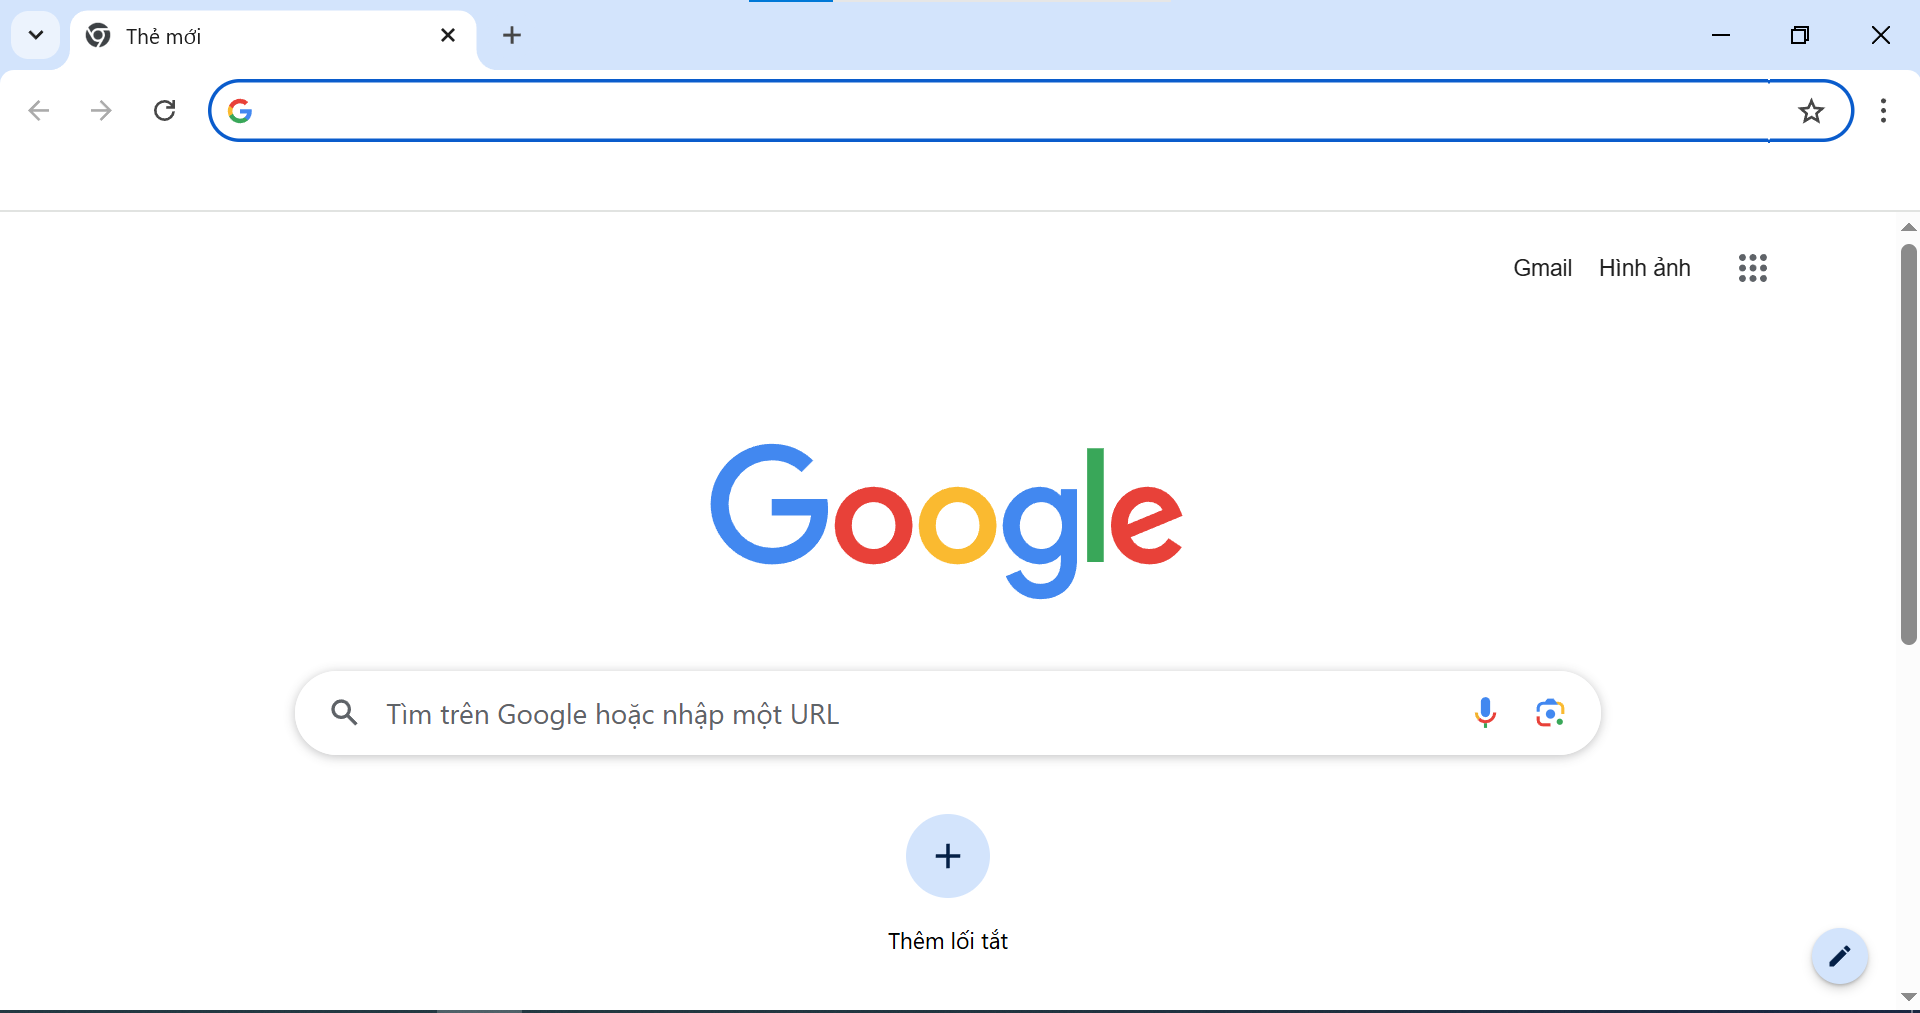 Thẻ mới
Gmail Hình ảnh
Google
Tìm trên Google hoặc nhập một URL
Thêm lối tắt